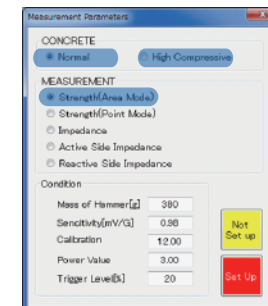 Measurement Parameters
CONCRETE
Normal High Compressive
MEASUREMENT
Strength(Area Mode)
Strength(Point Mode)
Impedance
Active Side Impedance
Reactive Side Impedance
Condition
Mass of Hammer[g] 380
Sencitivity[mV/G] 0.98
Calibration 12.00
Power Value 3.00
Trigger Level[%] 20
Not
Set up
Set Up